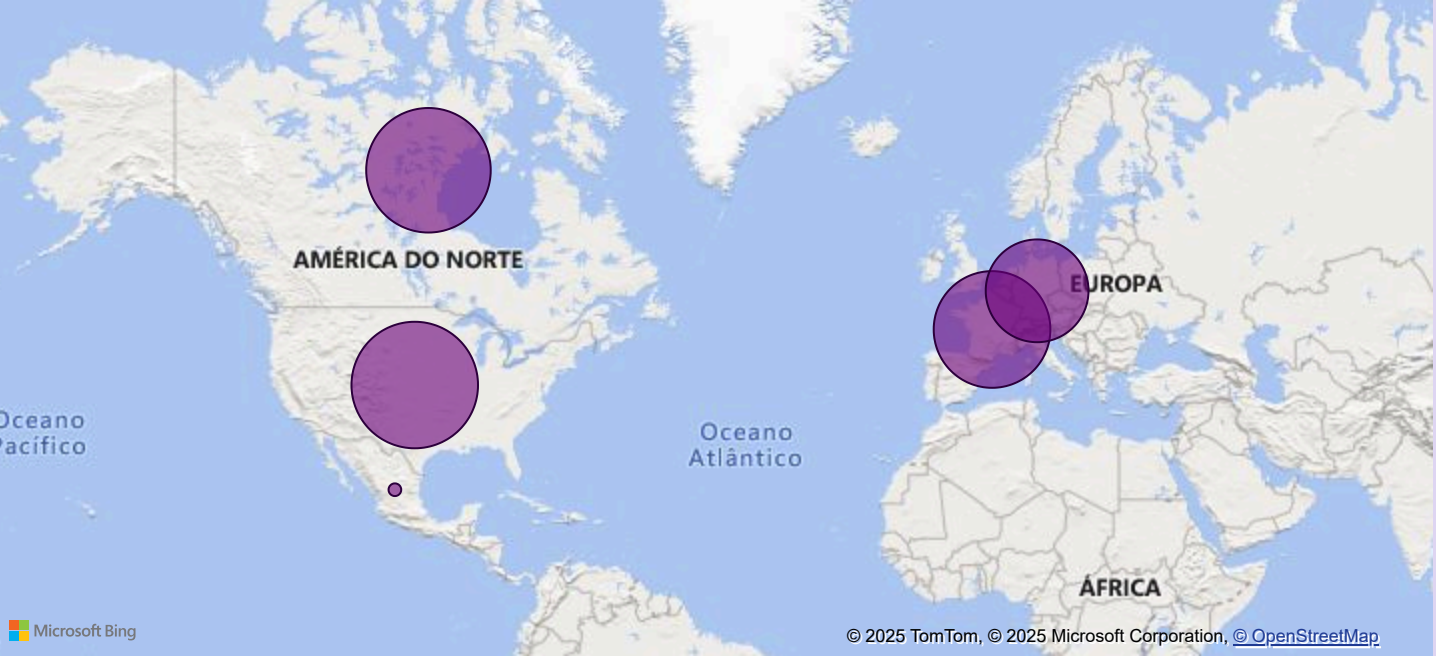 AMÉRICA DO NORTE
EUROPA
Oceano
Pacífico
Oceano
Atlântico
ÁFRICA
Microsoft Bing
© 2025 TomTom, © 2025 Microsoft Corporation, © OpenStreetMap